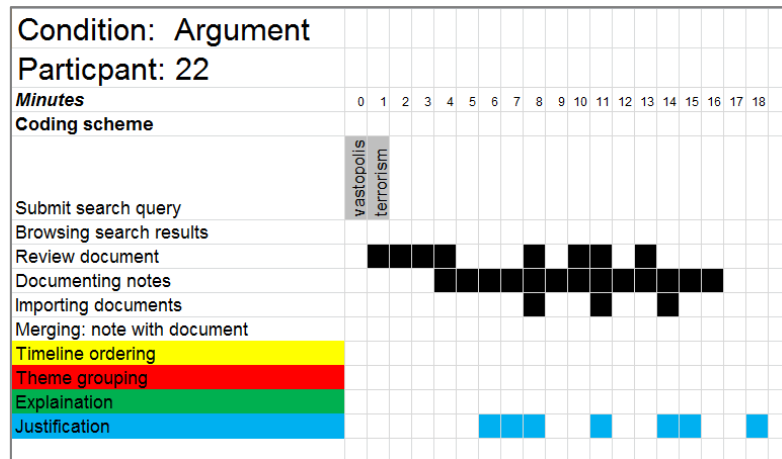 Condition: Argument
Particpant: 22
Minutes 0 1 2 3 4 5 6 7 8 9 10 11 12 13 14 15 16 17 18
Coding scheme
Submit search query vastopolis terrorism
Browsing search results
Review document
Documenting notes
Importing documents
Merging: note with document
Timeline ordering
Theme grouping
Explaination
Justification